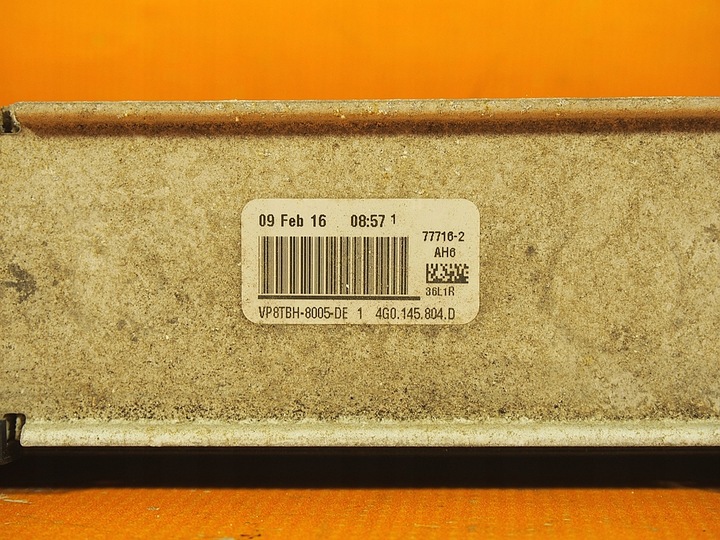 09 Feb 16 08:57 1
77716-2
AH6
36L1R
VP8TBH-8005-DE 1 4G0.145.804.D